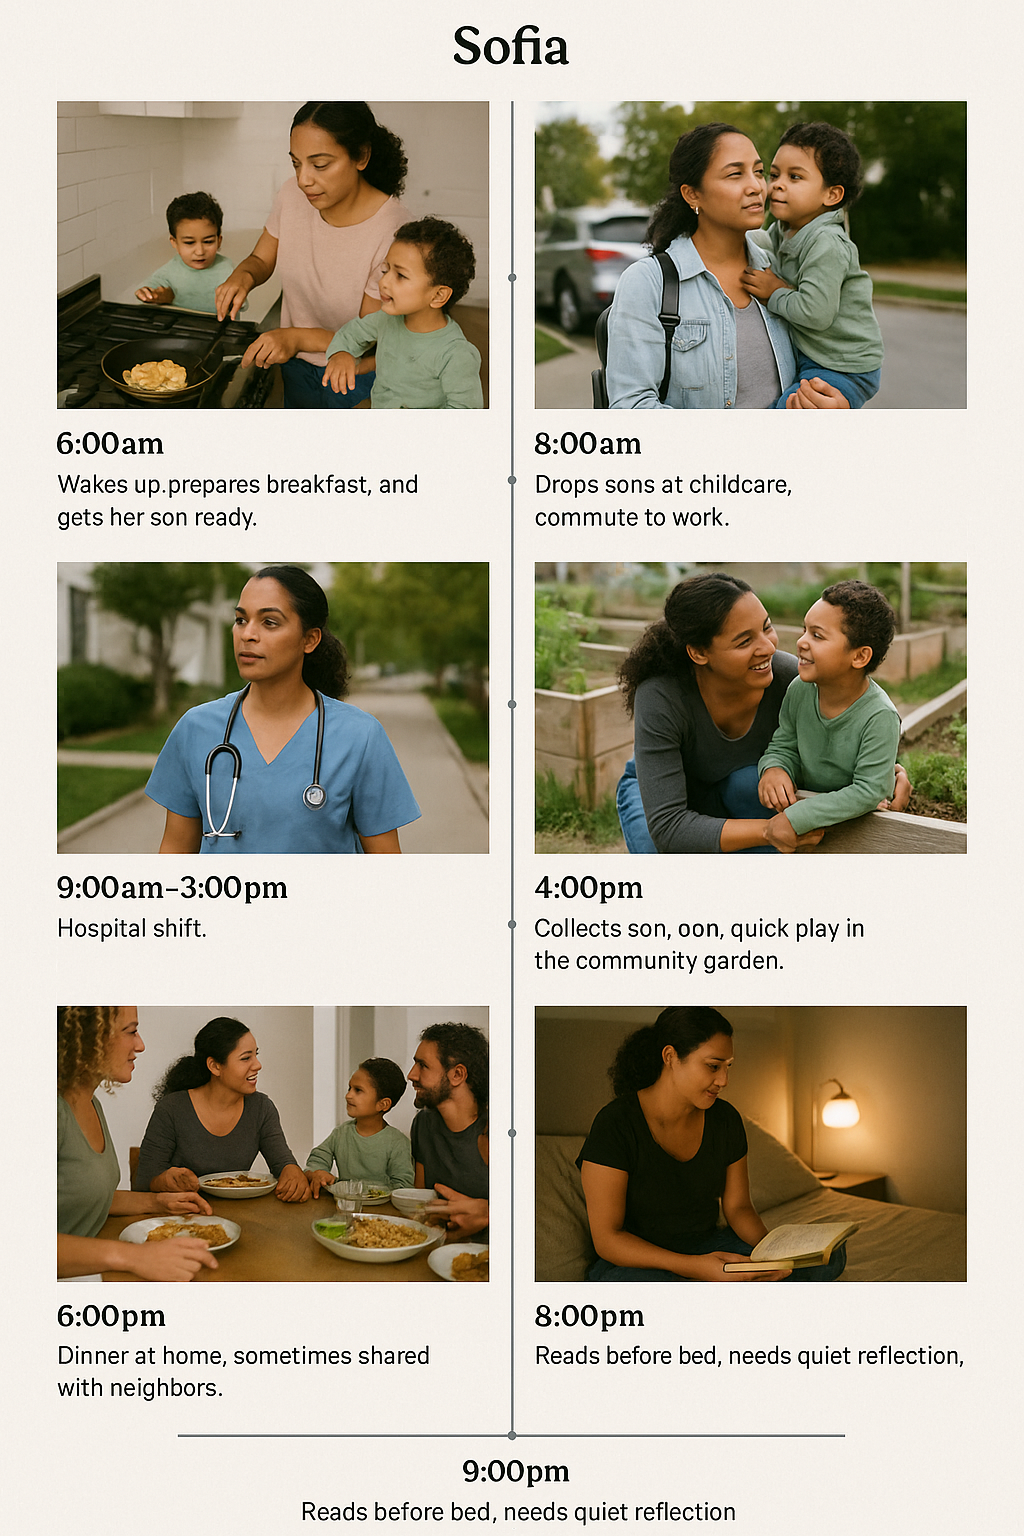 Sofia
6:00am
Wakes up.prepares breakfast, and
gets her son ready.
8:00am
Drops sons at childcare,
commute to work.
9:00am–3:00pm
Hospital shift.
4:00pm
Collects son, oon, quick play in
the community garden.
6:00pm
Dinner at home, sometimes shared
with neighbors.
8:00pm
Reads before bed, needs quiet reflection,
9:00pm
Reads before bed, needs quiet reflection